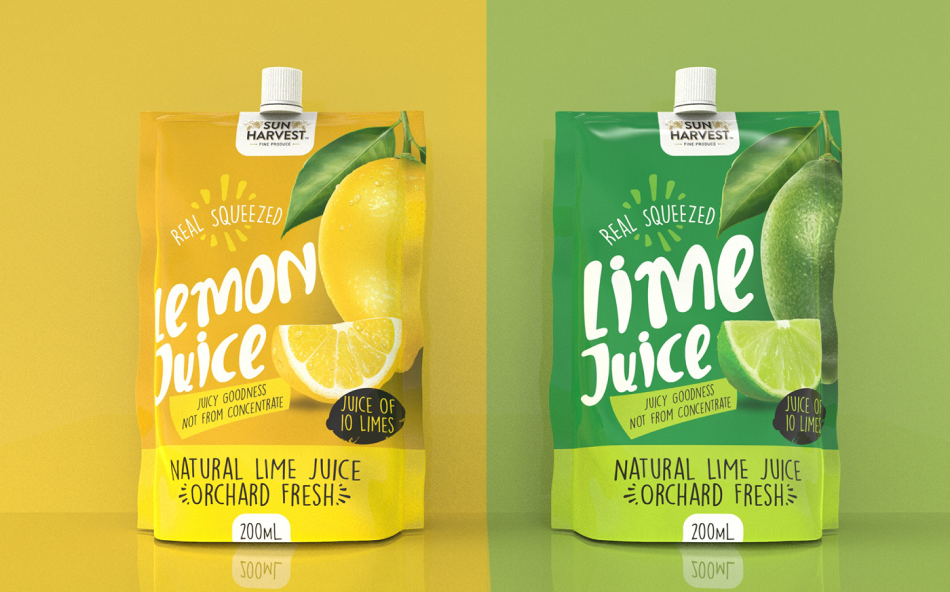 SUN
HARVEST
FINE PRODUCE
REAL SQUEEZED
Lemon
Juice
JUICY GOODNESS
NOT FROM CONCENTRATE
JUICE OF
10 LIMES
NATURAL LIME JUICE
ORCHARD FRESH
200mL
SUN
HARVEST
FINE PRODUCE
REAL SQUEEZED
Lime
Juice
JUICY GOODNESS
NOT FROM CONCENTRATE
JUICE OF
10 LIMES
NATURAL LIME JUICE
ORCHARD FRESH
200mL